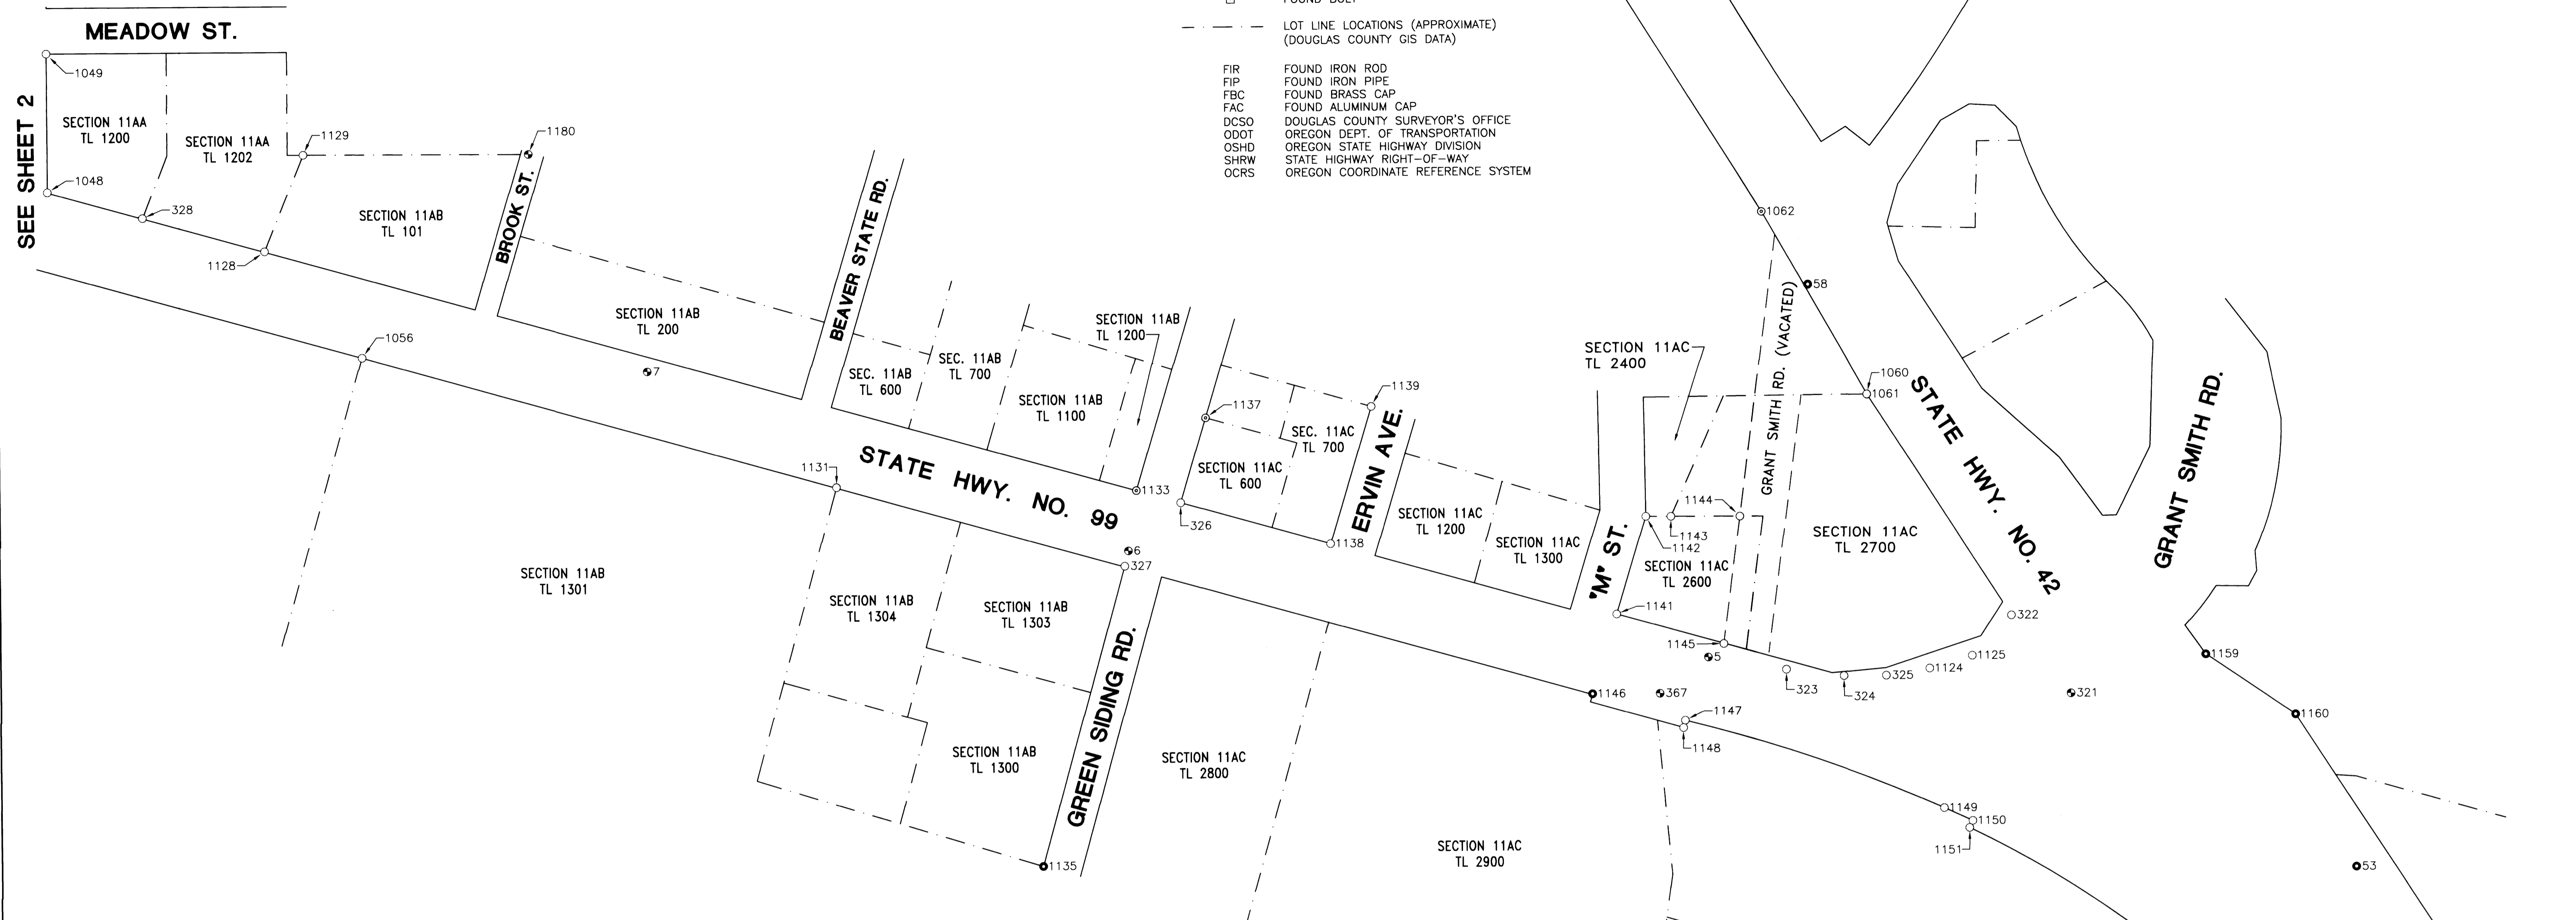 FOUND BOLT
LOT LINE LOCATIONS (APPROXIMATE)
(DOUGLAS COUNTY GIS DATA)
FIR FOUND IRON ROD
FIP FOUND IRON PIPE
FBC FOUND BRASS CAP
FAC FOUND ALUMINUM CAP
DCSO DOUGLAS COUNTY SURVEYOR'S OFFICE
ODOT OREGON DEPT. OF TRANSPORTATION
OSHD OREGON STATE HIGHWAY DIVISION
SHRW STATE HIGHWAY RIGHT-OF-WAY
OCRS OREGON COORDINATE REFERENCE SYSTEM
MEADOW ST.
SEE SHEET 2
1049
SECTION 11AA
TL 1200
SECTION 11AA
TL 1202
1129
1180
1048
328
1128
SECTION 11AB
TL 101
BROOK ST.
SECTION 11AB
TL 200
BEAVER STATE RD.
1056
7
SEC. 11AB
TL 600
SEC. 11AB
TL 700
SECTION 11AB
TL 1100
SECTION 11AB
TL 1200
1137
1139
SEC. 11AC
TL 700
SECTION 11AC
TL 600
ERVIN AVE.
1131
STATE HWY. NO. 99
1133
326
1138
6
327
SECTION 11AC
TL 1200
SECTION 11AC
TL 1300
"M" ST.
SECTION 11AB
TL 1301
SECTION 11AB
TL 1304
SECTION 11AB
TL 1303
SECTION 11AB
TL 1300
GREEN SIDING RD.
1135
SECTION 11AC
TL 2800
SECTION 11AC
TL 2900
1062
58
GRANT SMITH RD. (VACATED)
SECTION 11AC
TL 2400
1060
1061
STATE HWY. NO. 42
GRANT SMITH RD.
1144
1143
1142
SECTION 11AC
TL 2600
SECTION 11AC
TL 2700
1141
1145
5
322
1125
1124
325
324
323
1159
1146
367
321
1160
1147
1148
1149
1150
1151
53